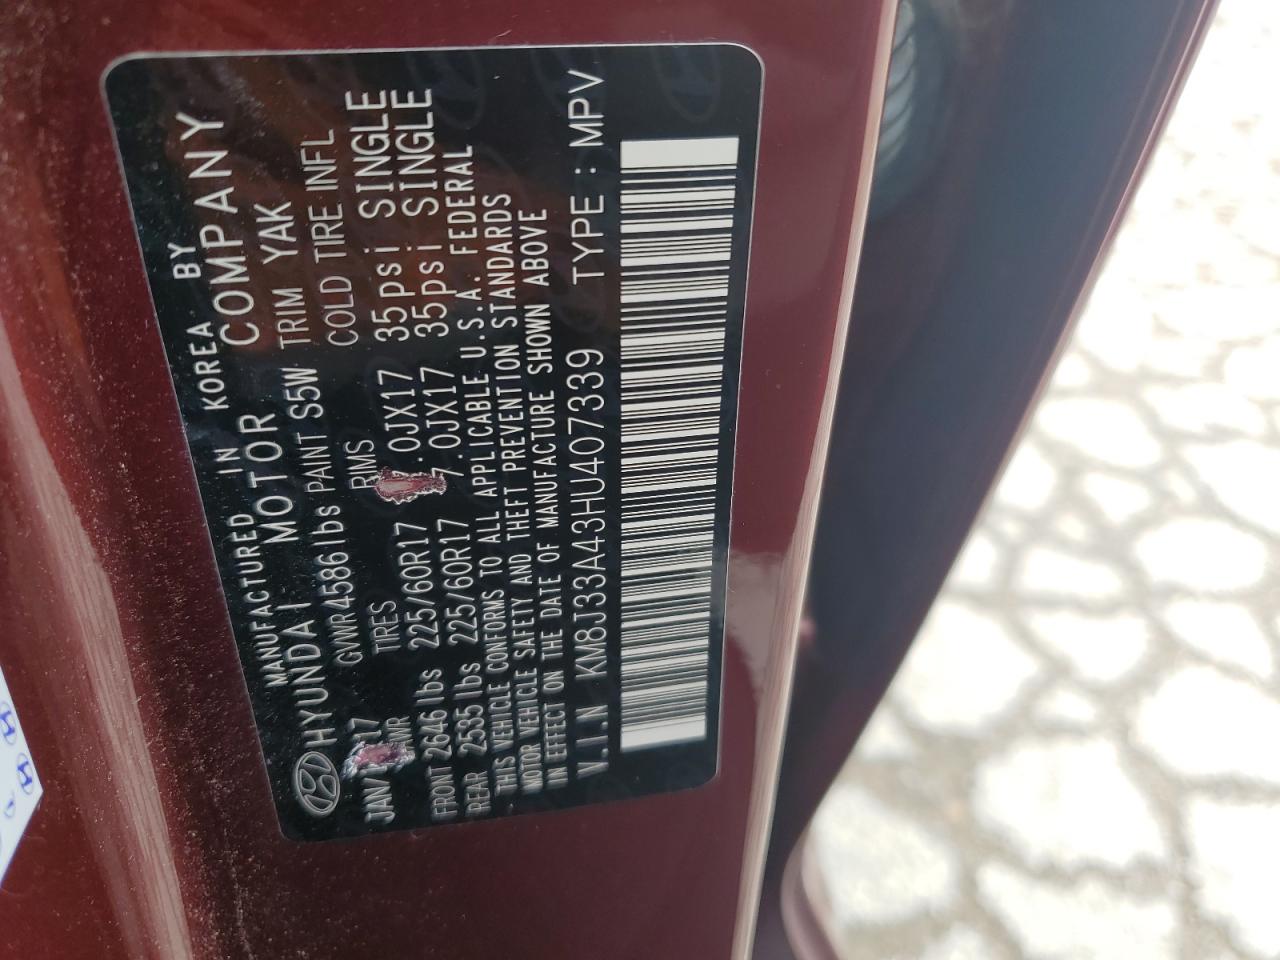 MANUFACTURED IN KOREA BY
HYUNDAI MOTOR COMPANY
GVWR 4586 lbs PAINT S5W TRIM YAK
TIRES RIMS COLD TIRE INFL
FRONT 2646 lbs 225/60R17 .0JX17 35psi SINGLE
REAR 2535 lbs 225/60R17 7.0JX17 35psi SINGLE
THIS VEHICLE CONFORMS TO ALL APPLICABLE U.S.A. FEDERAL
MOTOR VEHICLE SAFETY AND THEFT PREVENTION STANDARDS
IN EFFECT ON THE DATE OF MANUFACTURE SHOWN ABOVE
V.I.N KM8J33A43HU407339 TYPE : MPV